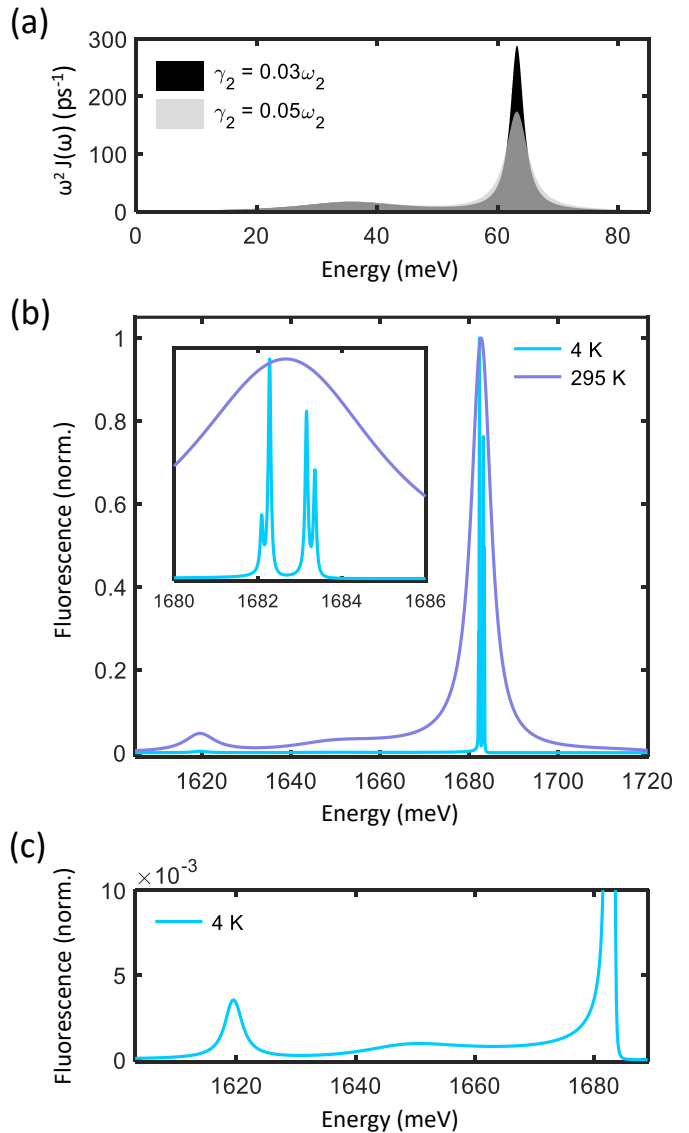 (a)
300
200
100
0
ω² J(ω) (ps⁻¹)
γ₂ = 0.03ω₂
γ₂ = 0.05ω₂
0 20 40 60 80
Energy (meV)
(b)
1
0.8
0.6
0.4
0.2
0
Fluorescence (norm.)
4 K
295 K
1680 1682 1684 1686
1620 1640 1660 1680 1700 1720
Energy (meV)
(c)
×10⁻³
10
5
0
Fluorescence (norm.)
4 K
1620 1640 1660 1680
Energy (meV)